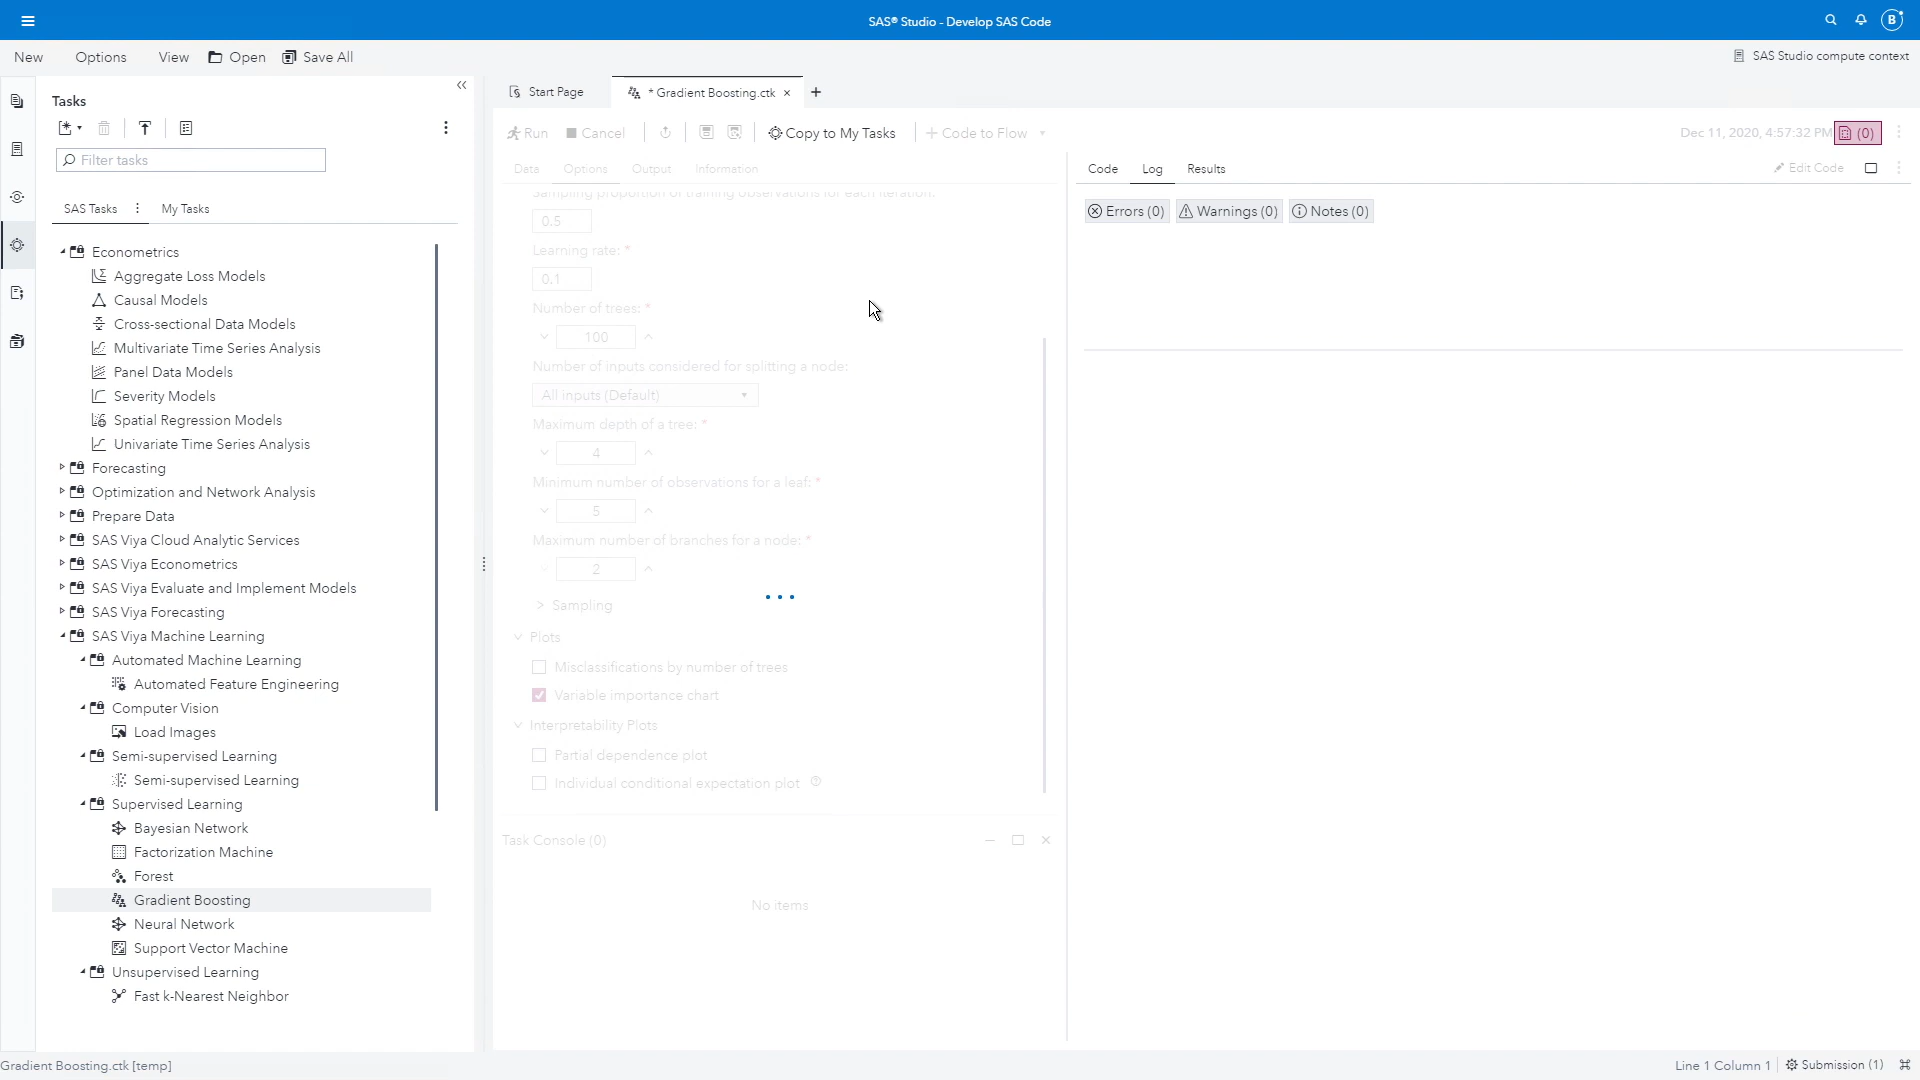 SAS® Studio - Develop SAS Code
B
New
Options
View
Open
Save All
SAS Studio compute context
Tasks
Filter tasks
SAS Tasks
My Tasks
Econometrics
Aggregate Loss Models
Causal Models
Cross-sectional Data Models
Multivariate Time Series Analysis
Panel Data Models
Severity Models
Spatial Regression Models
Univariate Time Series Analysis
Forecasting
Optimization and Network Analysis
Prepare Data
SAS Viya Cloud Analytic Services
SAS Viya Econometrics
SAS Viya Evaluate and Implement Models
SAS Viya Forecasting
SAS Viya Machine Learning
Automated Machine Learning
Automated Feature Engineering
Computer Vision
Load Images
Semi-supervised Learning
Semi-supervised Learning
Supervised Learning
Bayesian Network
Factorization Machine
Forest
Gradient Boosting
Neural Network
Support Vector Machine
Unsupervised Learning
Fast k-Nearest Neighbor
Start Page
* Gradient Boosting.ctk
Run
Cancel
Copy to My Tasks
Code to Flow
Dec 11, 2020, 4:57:32 PM
(0)
Data
Options
Output
Information
Sampling proportion of training observations for each iteration:
0.5
Learning rate: *
0.1
Number of trees: *
100
Number of inputs considered for splitting a node:
All inputs (Default)
Maximum depth of a tree: *
4
Minimum number of observations for a leaf: *
5
Maximum number of branches for a node: *
2
Sampling
Plots
Misclassifications by number of trees
Variable importance chart
Interpretability Plots
Partial dependence plot
Individual conditional expectation plot
Task Console (0)
No items
Code
Log
Results
Edit Code
Errors (0)
Warnings (0)
Notes (0)
Gradient Boosting.ctk [temp]
Line 1 Column 1
Submission (1)